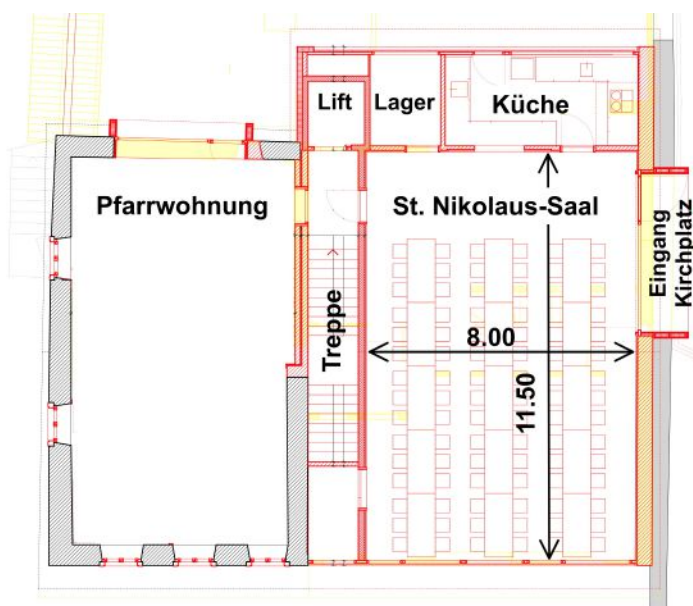 Lift
Lager
Küche
Pfarrwohnung
St. Nikolaus-Saal
Eingang
Kirchplatz
Treppe
8.00
11.50